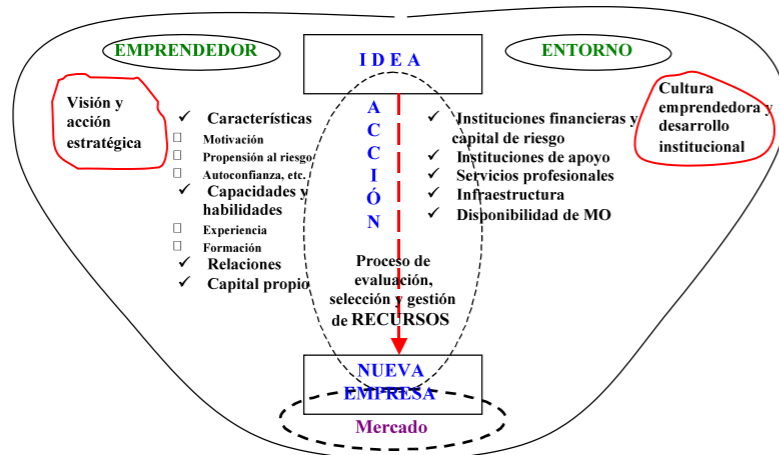 EMPRENDEDOR
Visión y
acción
estratégica
✓ Características
□ Motivación
□ Propensión al riesgo
□ Autoconfianza, etc.
✓ Capacidades y
habilidades
□ Experiencia
□ Formación
✓ Relaciones
✓ Capital propio
I D E A
A
C
C
I
Ó
N
Proceso de
evaluación,
selección y gestión
de RECURSOS
NUEVA
EMPRESA
Mercado
ENTORNO
✓ Instituciones financieras y
capital de riesgo
✓ Instituciones de apoyo
✓ Servicios profesionales
✓ Infraestructura
✓ Disponibilidad de MO
Cultura
emprendedora y
desarrollo
institucional